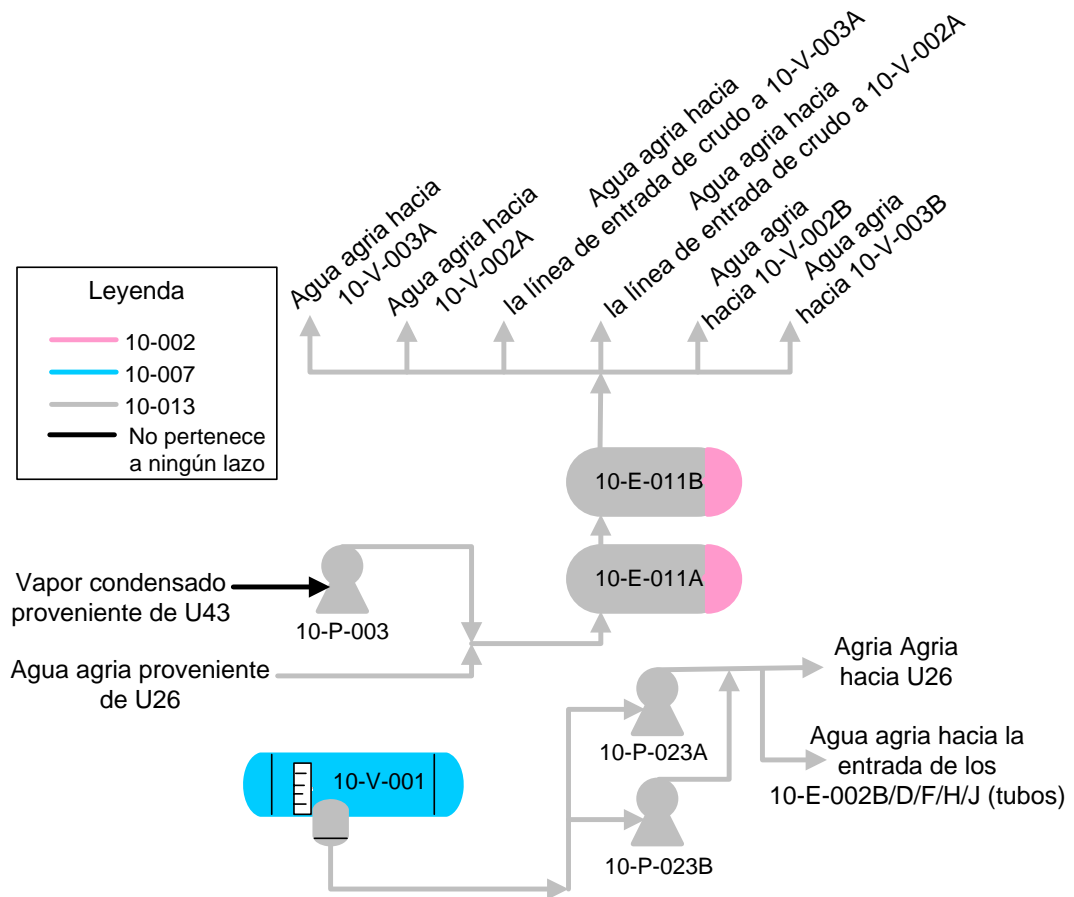 Agua agria hacia
10-V-003A
Agua agria hacia
10-V-002A
Agua agria hacia
la línea de entrada de crudo a 10-V-003A
Agua agria hacia
la línea de entrada de crudo a 10-V-002A
Agua agria
hacia 10-V-002B
Agua agria
hacia 10-V-003B
Leyenda
10-002
10-007
10-013
No pertenece
a ningún lazo
10-E-011B
10-E-011A
Vapor condensado
proveniente de U43
10-P-003
Agua agria proveniente
de U26
Agria Agria
hacia U26
10-P-023A
Agua agria hacia la
entrada de los
10-E-002B/D/F/H/J (tubos)
10-V-001
10-P-023B